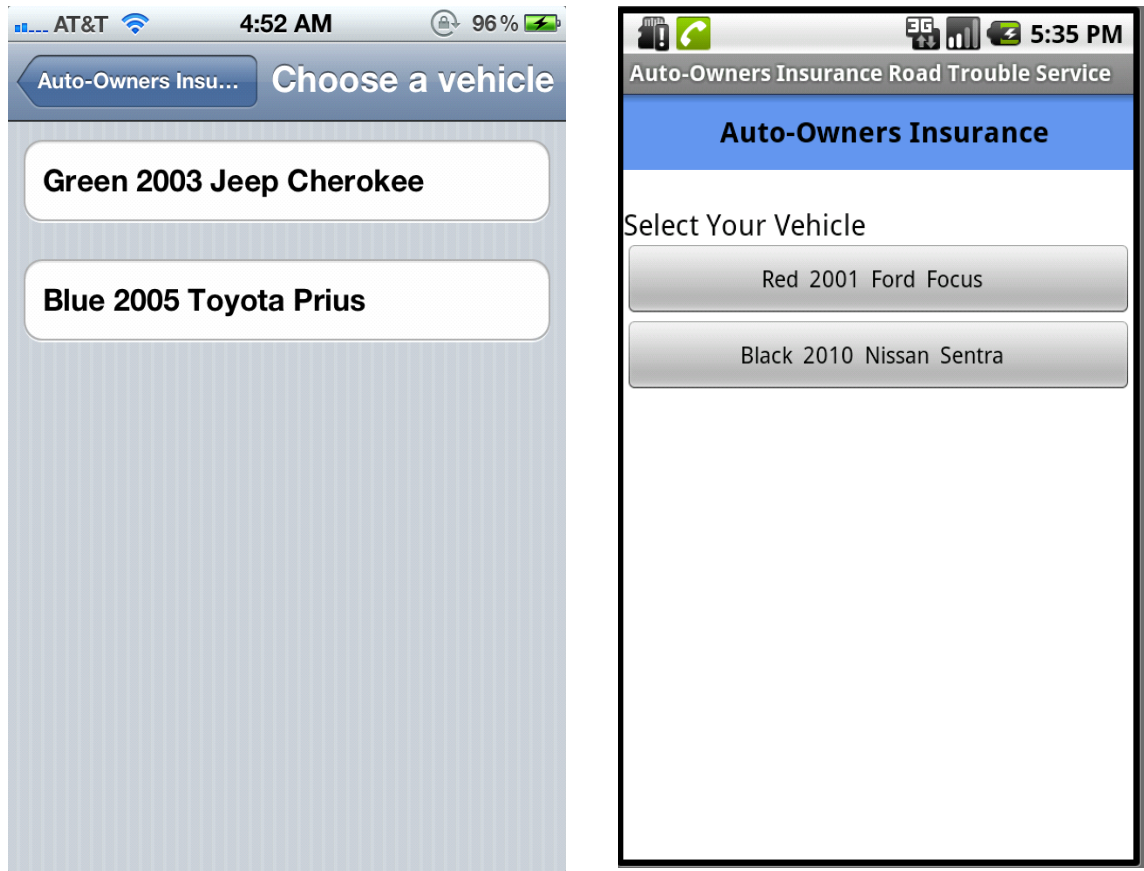 AT&T 4:52 AM 96%
Auto-Owners Insu... Choose a vehicle
Green 2003 Jeep Cherokee
Blue 2005 Toyota Prius
3G 5:35 PM
Auto-Owners Insurance Road Trouble Service
Auto-Owners Insurance
Select Your Vehicle
Red 2001 Ford Focus
Black 2010 Nissan Sentra